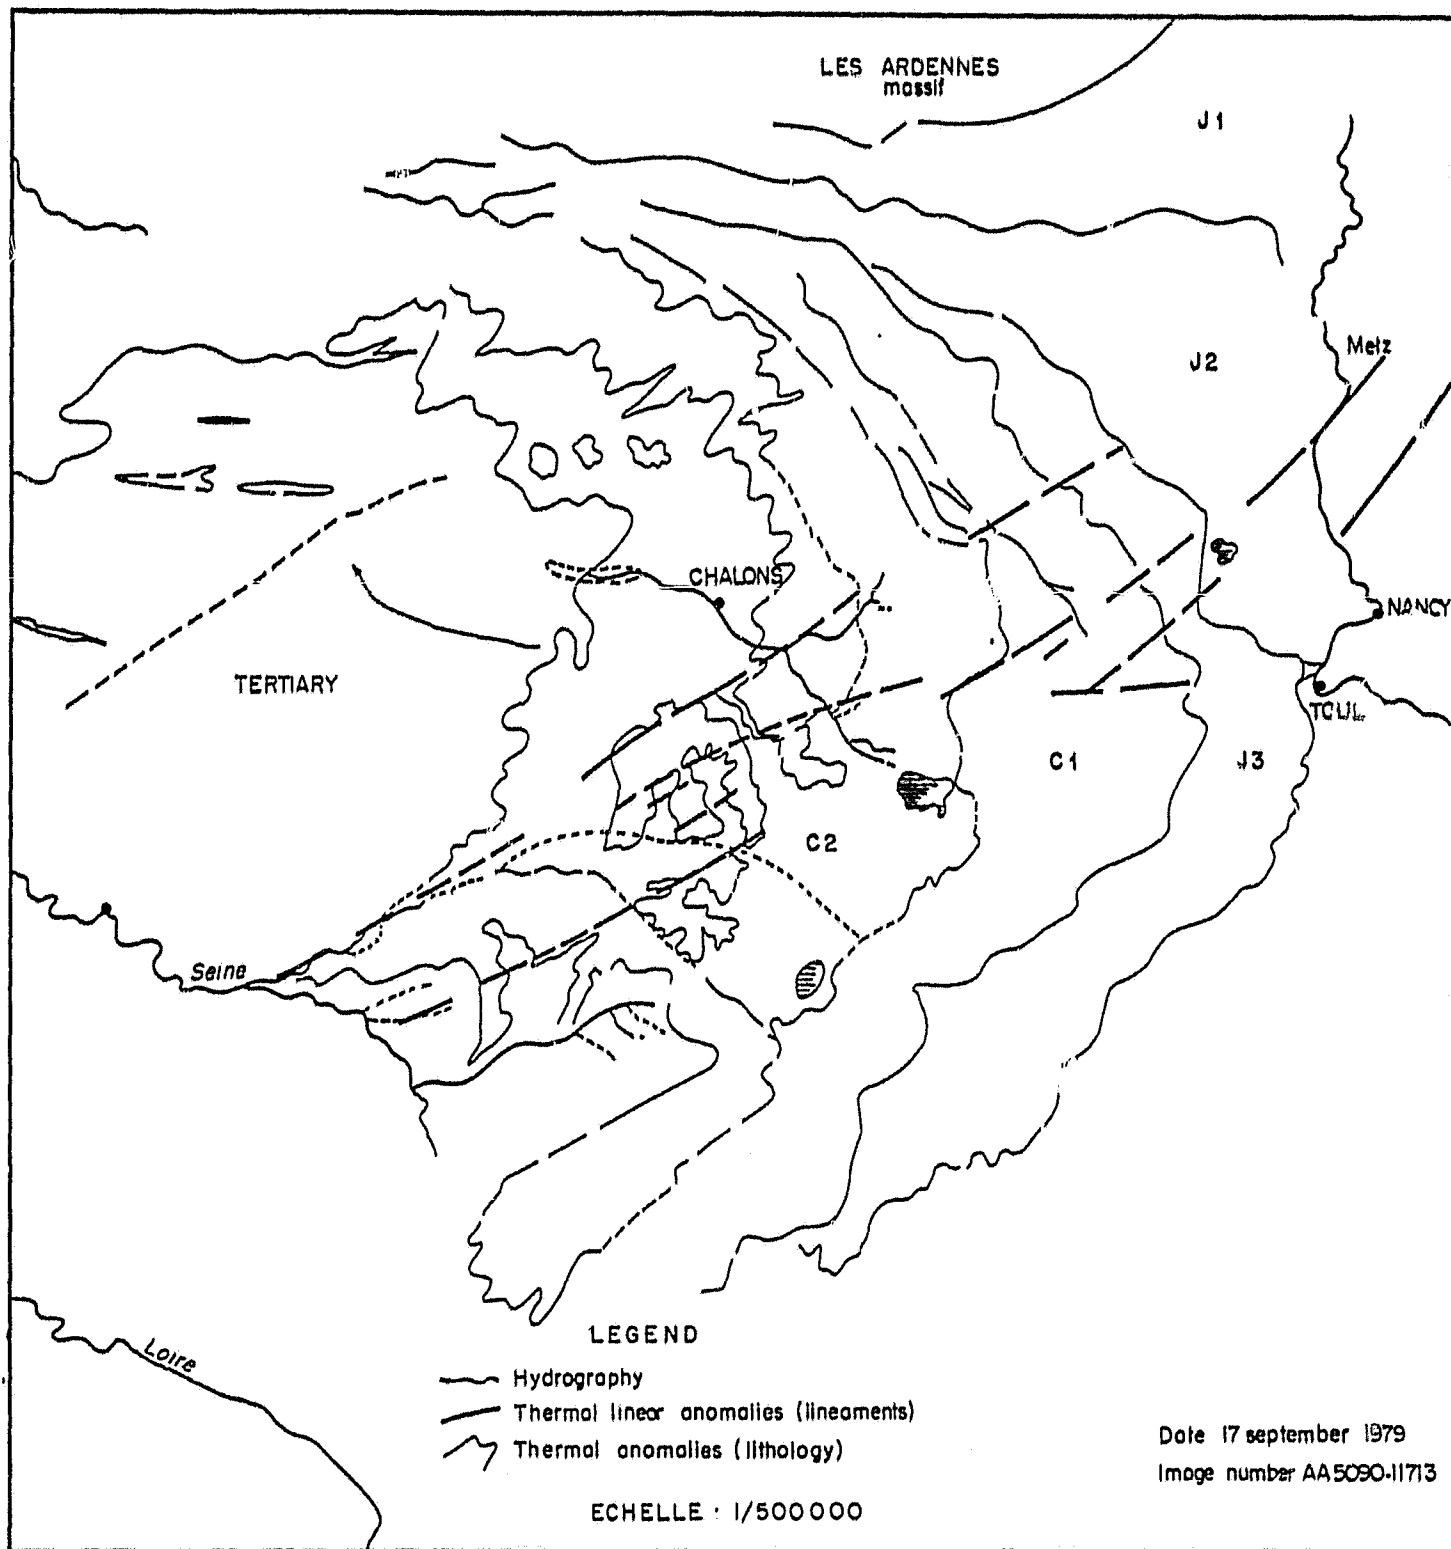 LES ARDENNES
massif
J1
J2
Metz
CHALONS
NANCY
TERTIARY
TOUL
C1
J3
C2
Seine
Loire
LEGEND
Hydrography
Thermal linear anomalies (lineaments)
Thermal anomalies (lithology)
ECHELLE : 1/500000
Date 17 september 1979
Image number AA5090-11713